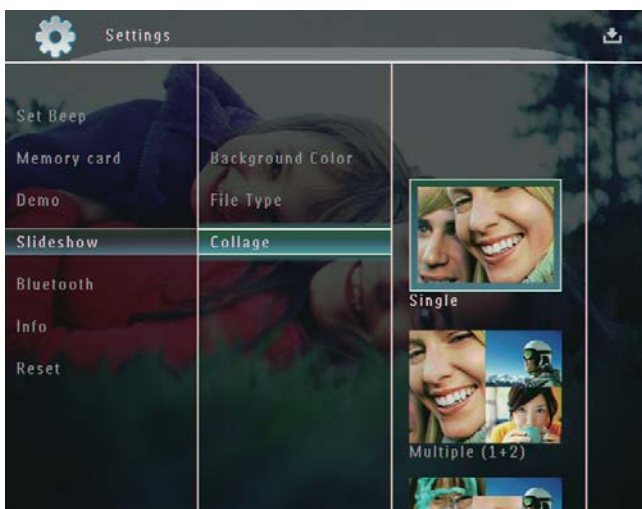 Settings
Set Beep
Memory card
Demo
Slideshow
Bluetooth
Info
Reset
Background Color
File Type
Collage
Single
Multiple (1+2)